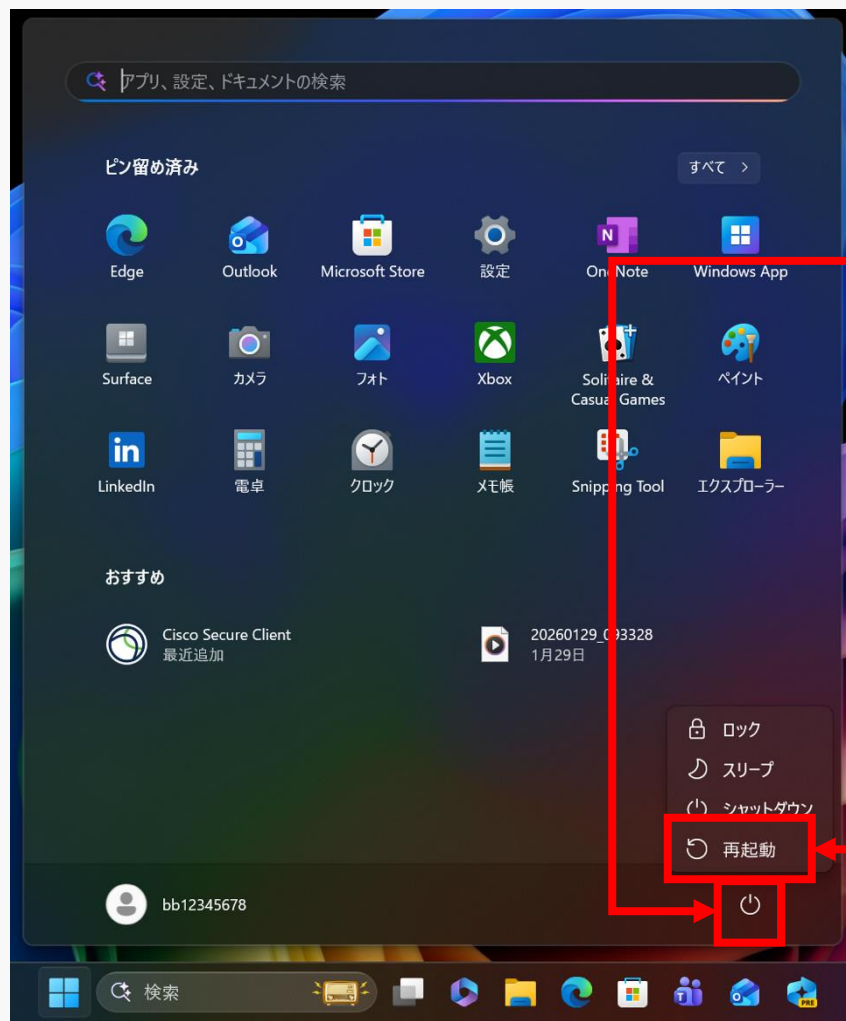 アプリ、設定、ドキュメントの検索
ピン留め済み
すべて >
Edge
Outlook
Microsoft Store
設定
OneNote
Windows App
Surface
カメラ
フォト
Xbox
Solitaire &
Casual Games
ペイント
LinkedIn
電卓
クロック
メモ帳
Snipping Tool
エクスプローラー
おすすめ
Cisco Secure Client
最近追加
20260129_093328
1月29日
ロック
スリープ
シャットダウン
再起動
bb12345678
検索
PRE